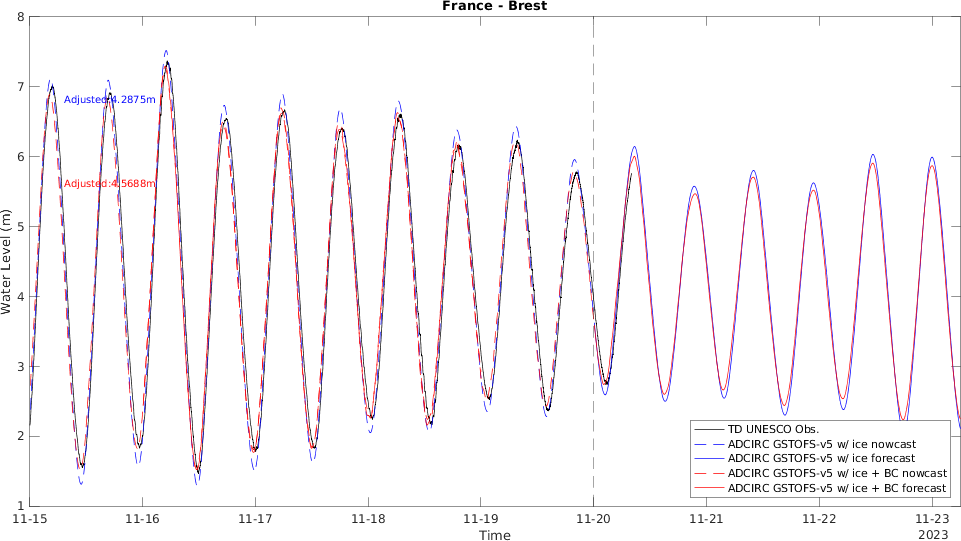 France - Brest
8
7
6
5
4
3
2
1
Water Level (m)
Adjusted:4.2875m
Adjusted:4.5688m
TD UNESCO Obs.
ADCIRC GSTOFS-v5 w/ ice nowcast
ADCIRC GSTOFS-v5 w/ ice forecast
ADCIRC GSTOFS-v5 w/ ice + BC nowcast
ADCIRC GSTOFS-v5 w/ ice + BC forecast
11-15 11-16 11-17 11-18 11-19 11-20 11-21 11-22 11-23
Time 2023